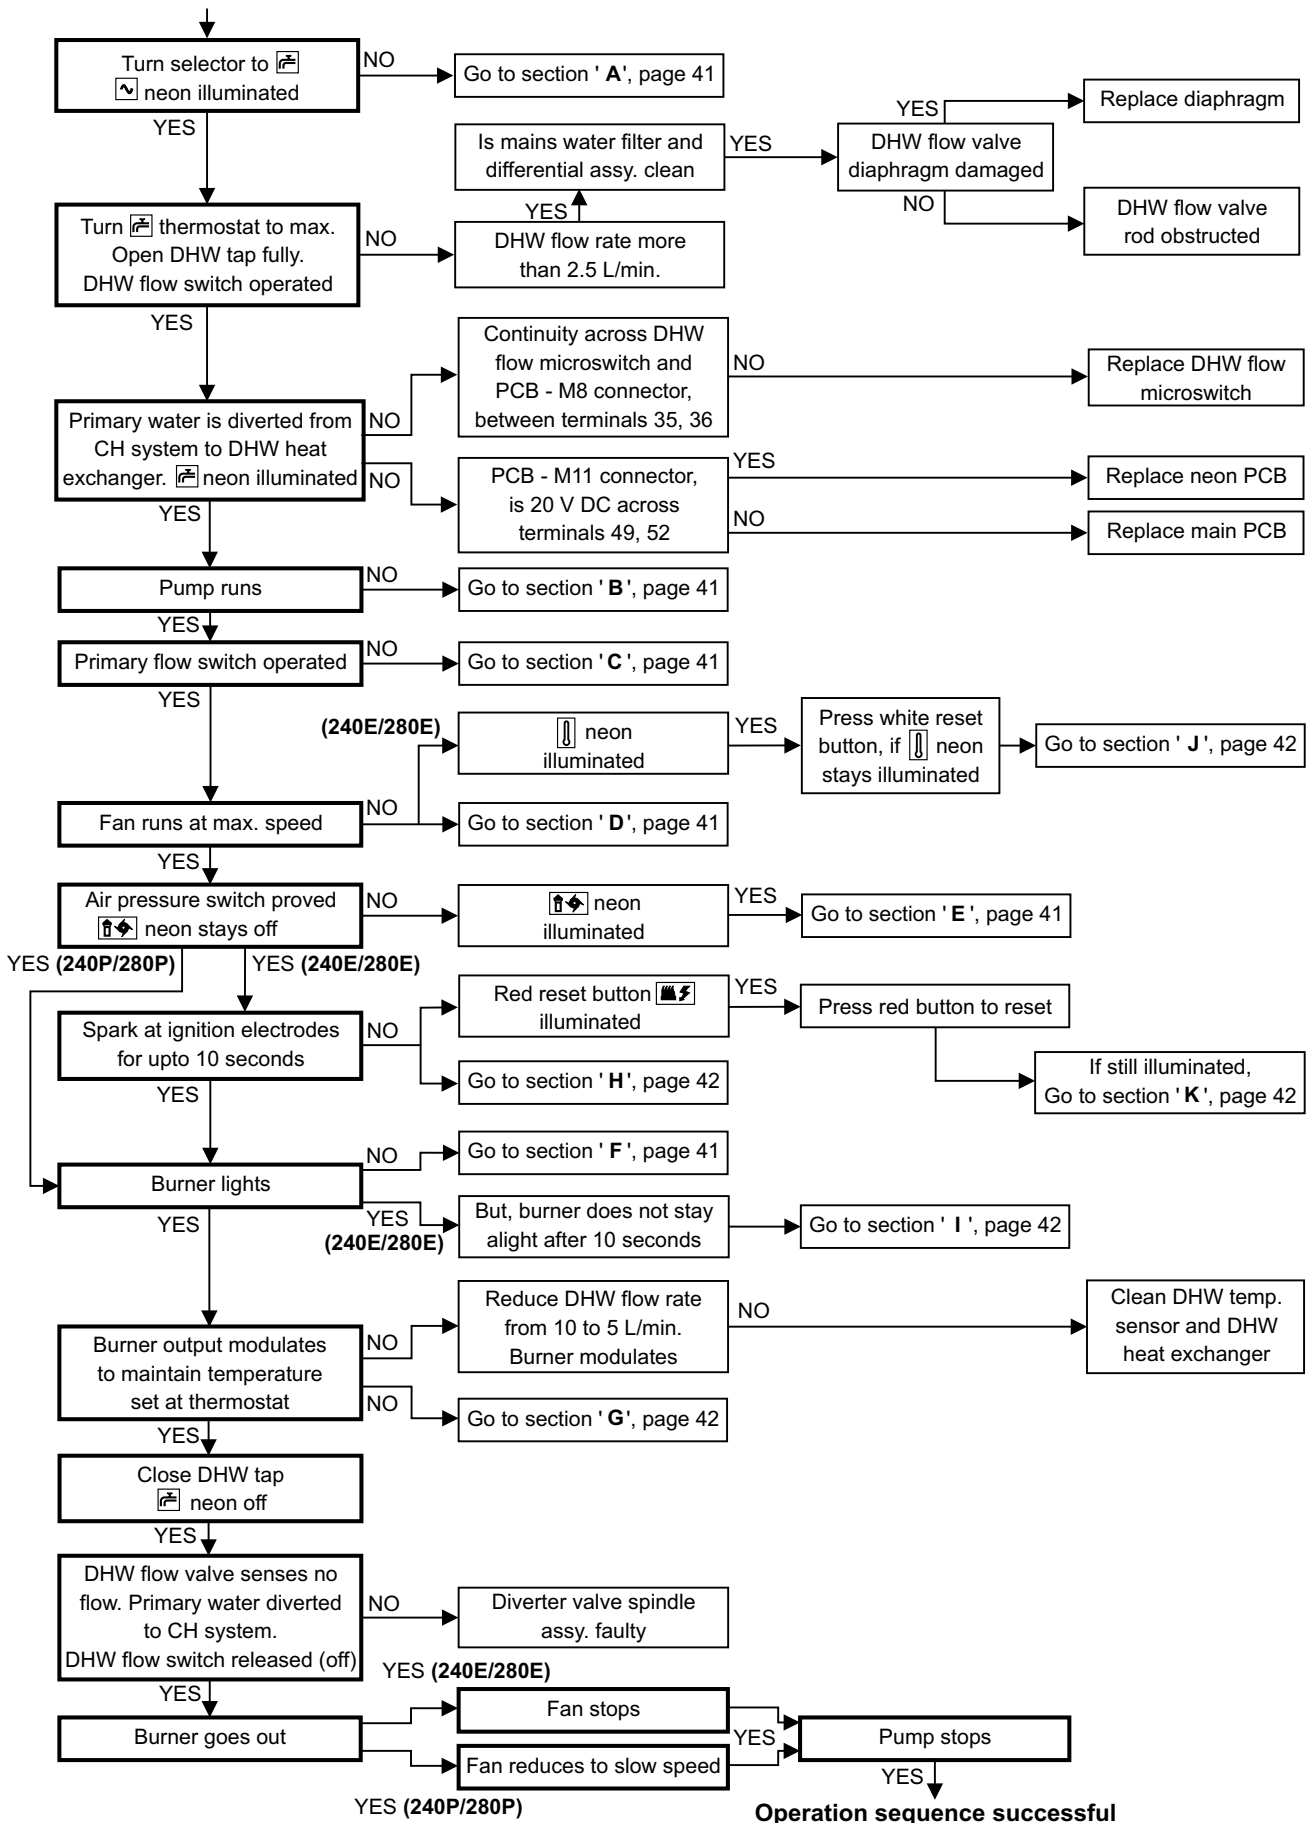 Turn selector to
neon illuminated
NO
Go to section ' A', page 41
YES
Is mains water filter and
differential assy. clean
YES
DHW flow valve
diaphragm damaged
YES
Replace diaphragm
NO
DHW flow valve
rod obstructed
YES
Turn thermostat to max.
Open DHW tap fully.
DHW flow switch operated
NO
DHW flow rate more
than 2.5 L/min.
YES
Continuity across DHW
flow microswitch and
PCB - M8 connector,
between terminals 35, 36
NO
Replace DHW flow
microswitch
Primary water is diverted from
CH system to DHW heat
exchanger. neon illuminated
NO
NO
PCB - M11 connector,
is 20 V DC across
terminals 49, 52
YES
Replace neon PCB
NO
Replace main PCB
YES
Pump runs
NO
Go to section ' B', page 41
YES
Primary flow switch operated
NO
Go to section ' C', page 41
YES
(240E/280E)
neon
illuminated
YES
Press white reset
button, if neon
stays illuminated
Go to section ' J', page 42
Fan runs at max. speed
NO
Go to section ' D', page 41
YES
Air pressure switch proved
neon stays off
NO
neon
illuminated
YES
Go to section ' E', page 41
YES (240P/280P)
YES (240E/280E)
Spark at ignition electrodes
for upto 10 seconds
NO
Red reset button
illuminated
YES
Press red button to reset
Go to section ' H', page 42
If still illuminated,
Go to section ' K', page 42
YES
Burner lights
NO
Go to section ' F', page 41
YES
(240E/280E)
But, burner does not stay
alight after 10 seconds
Go to section ' I', page 42
YES
Burner output modulates
to maintain temperature
set at thermostat
NO
Reduce DHW flow rate
from 10 to 5 L/min.
Burner modulates
NO
Clean DHW temp.
sensor and DHW
heat exchanger
NO
Go to section ' G', page 42
YES
Close DHW tap
neon off
YES
DHW flow valve senses no
flow. Primary water diverted
to CH system.
DHW flow switch released (off)
NO
Diverter valve spindle
assy. faulty
YES
YES (240E/280E)
Burner goes out
Fan stops
YES
Fan reduces to slow speed
YES (240P/280P)
Pump stops
YES
Operation sequence successful